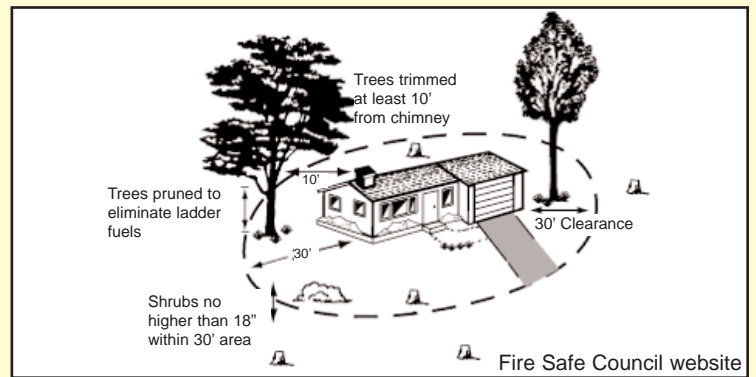 Trees trimmed
at least 10'
from chimney
10'
Trees pruned to
eliminate ladder
fuels
30' Clearance
30'
Shrubs no
higher than 18"
within 30' area
Fire Safe Council website